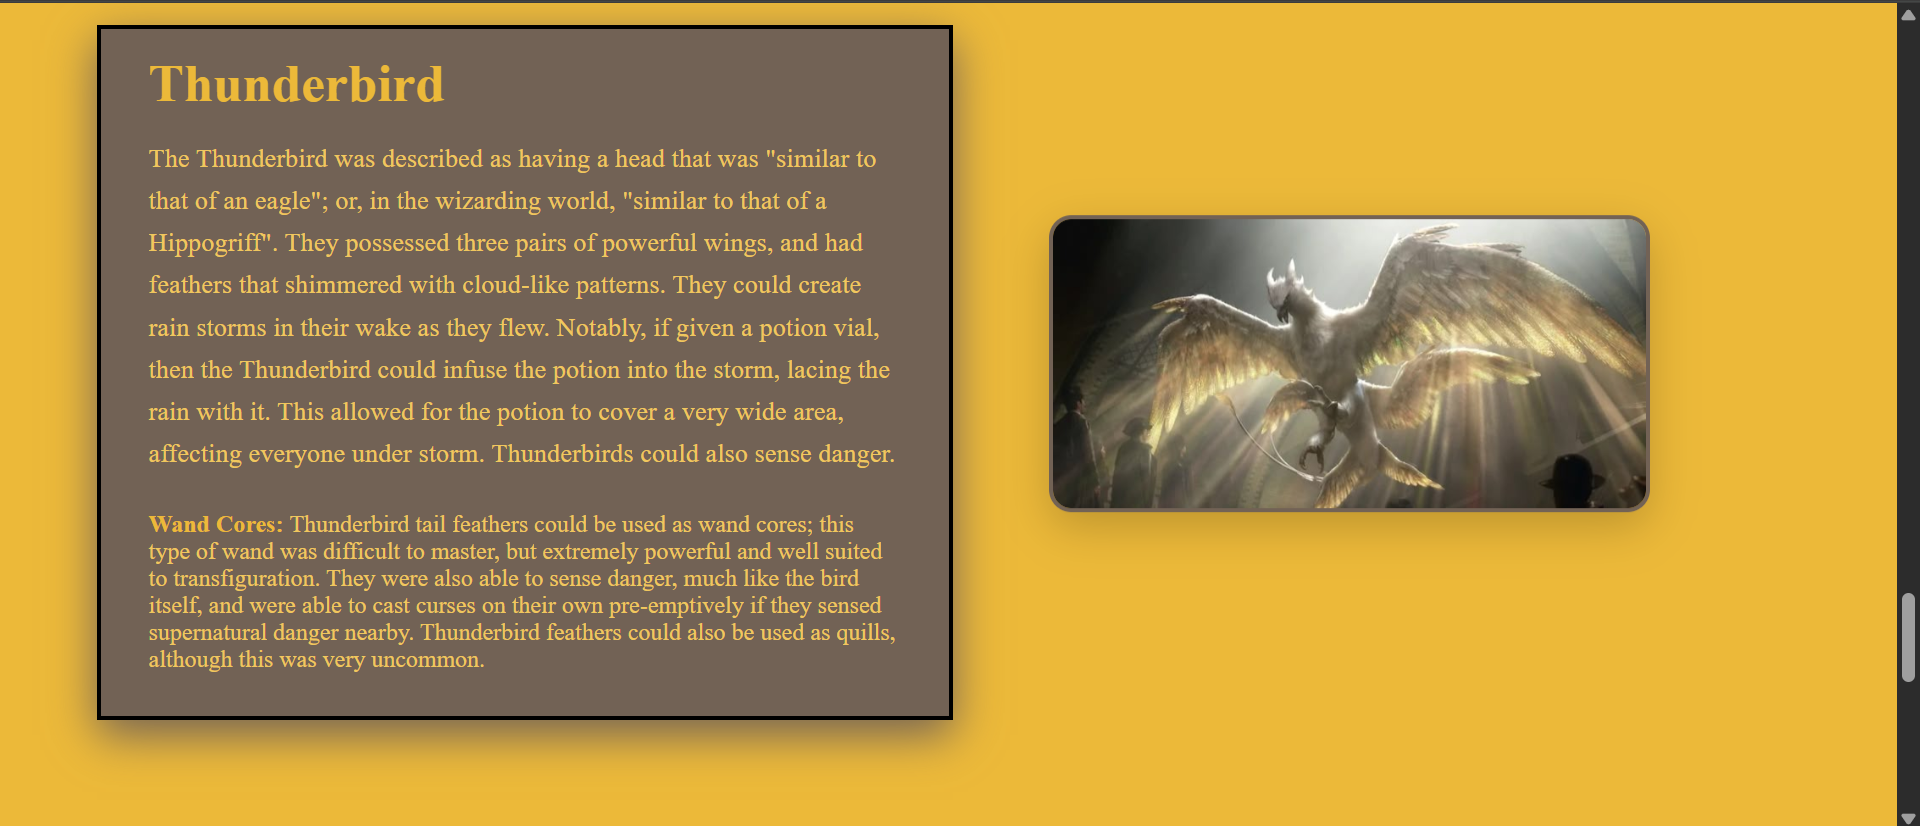 Thunderbird
The Thunderbird was described as having a head that was "similar to
that of an eagle"; or, in the wizarding world, "similar to that of a
Hippogriff". They possessed three pairs of powerful wings, and had
feathers that shimmered with cloud-like patterns. They could create
rain storms in their wake as they flew. Notably, if given a potion vial,
then the Thunderbird could infuse the potion into the storm, lacing the
rain with it. This allowed for the potion to cover a very wide area,
affecting everyone under storm. Thunderbirds could also sense danger.
Wand Cores: Thunderbird tail feathers could be used as wand cores; this
type of wand was difficult to master, but extremely powerful and well suited
to transfiguration. They were also able to sense danger, much like the bird
itself, and were able to cast curses on their own pre-emptively if they sensed
supernatural danger nearby. Thunderbird feathers could also be used as quills,
although this was very uncommon.